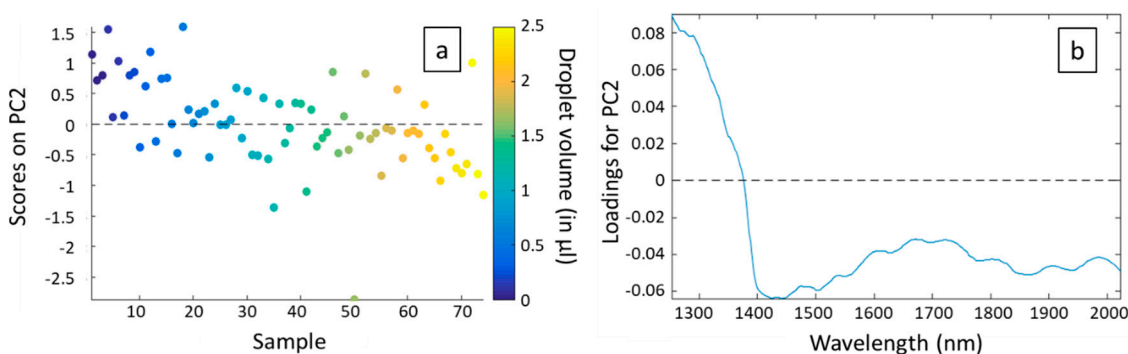 a
1.5
1
0.5
0
-0.5
-1
-1.5
-2
-2.5
10 20 30 40 50 60 70
Sample
Scores on PC2
2.5
2
1.5
1
0.5
0
Droplet volume (in µl)
b
0.08
0.06
0.04
0.02
0
-0.02
-0.04
-0.06
1300 1400 1500 1600 1700 1800 1900 2000
Wavelength (nm)
Loadings for PC2